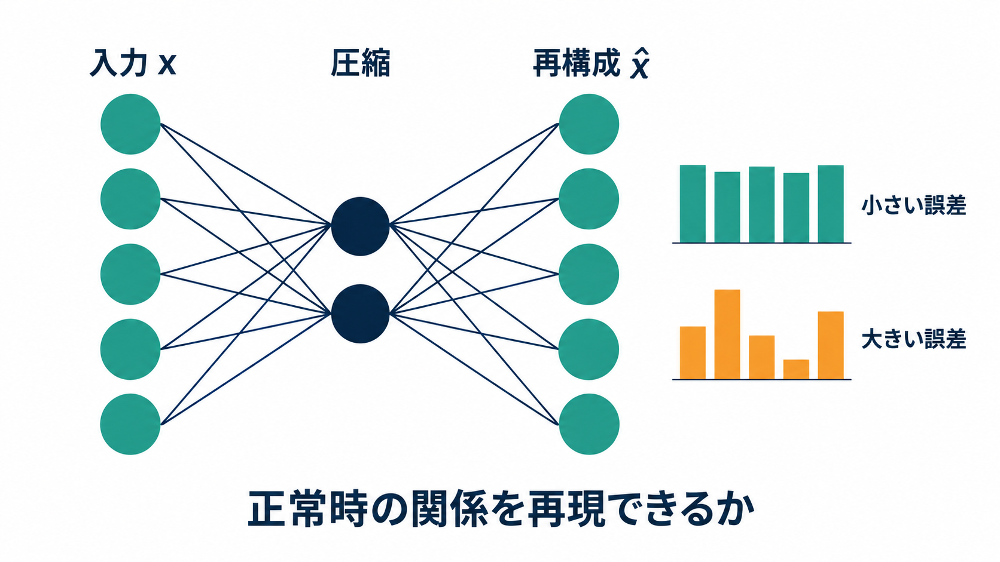 入力 x
圧縮
再構成 x̂
小さい誤差
大きい誤差
正常時の関係を再現できるか